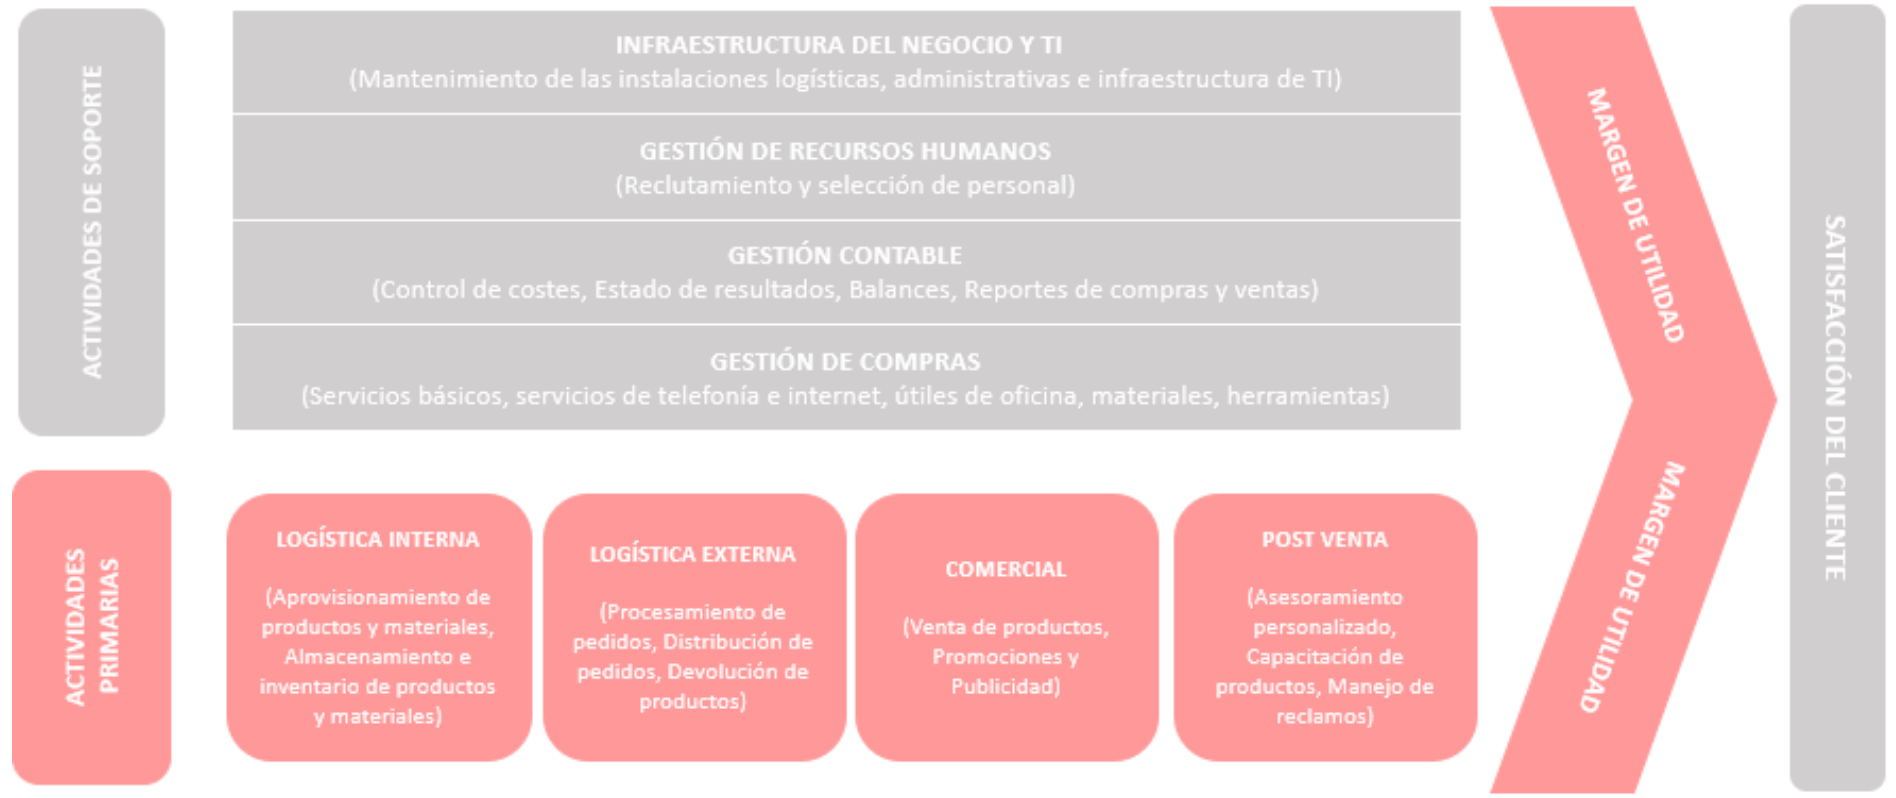 ACTIVIDADES DE SOPORTE
INFRAESTRUCTURA DEL NEGOCIO Y TI
(Mantenimiento de las instalaciones logísticas, administrativas e infraestructura de TI)
GESTIÓN DE RECURSOS HUMANOS
(Reclutamiento y selección de personal)
GESTIÓN CONTABLE
(Control de costes, Estado de resultados, Balances, Reportes de compras y ventas)
GESTIÓN DE COMPRAS
(Servicios básicos, servicios de telefonía e internet, útiles de oficina, materiales, herramientas)
ACTIVIDADES
PRIMARIAS
LOGÍSTICA INTERNA
(Aprovisionamiento de
productos y materiales,
Almacenamiento e
inventario de productos
y materiales)
LOGÍSTICA EXTERNA
(Procesamiento de
pedidos, Distribución de
pedidos, Devolución de
productos)
COMERCIAL
(Venta de productos,
Promociones y
Publicidad)
POST VENTA
(Asesoramiento
personalizado,
Capacitación de
productos, Manejo de
reclamos)
MARGEN DE UTILIDAD
MARGEN DE UTILIDAD
SATISFACCIÓN DEL CLIENTE